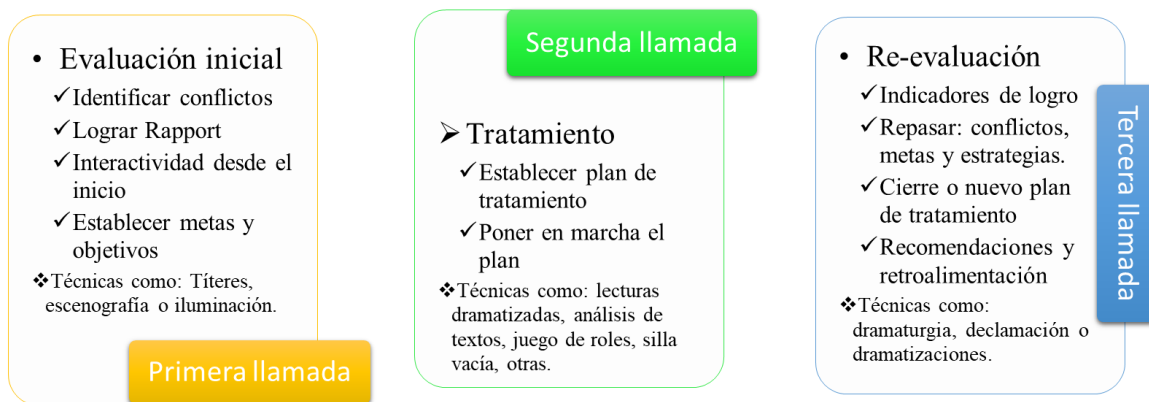 • Evaluación inicial
✓Identificar conflictos
✓Lograr Rapport
✓Interactividad desde el
inicio
✓Establecer metas y
objetivos
❖Técnicas como: Títeres,
escenografía o iluminación.
Primera llamada
Segunda llamada
➢ Tratamiento
✓Establecer plan de
tratamiento
✓Poner en marcha el
plan
❖Técnicas como: lecturas
dramatizadas, análisis de
textos, juego de roles, silla
vacía, otras.
• Re-evaluación
✓Indicadores de logro
✓Repasar: conflictos,
metas y estrategias.
✓Cierre o nuevo plan
de tratamiento
✓Recomendaciones y
retroalimentación
❖Técnicas como:
dramaturgia, declamación o
dramatizaciones.
Tercera llamada